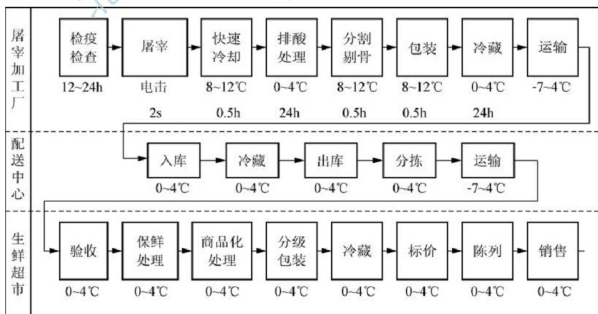 屠宰加工厂
检疫检查
屠宰
快速冷却
排酸处理
分割剔骨
包装
冷藏
运输
12~24h
电击
8~12℃
0~4℃
8~12℃
8~12℃
0~4℃
-7~4℃
2s
0.5h
24h
0.5h
0.5h
24h
配送中心
入库
冷藏
出库
分拣
运输
0~4℃
0~4℃
0~4℃
0~4℃
-7~4℃
生鲜超市
验收
保鲜处理
商品化处理
分级包装
冷藏
标价
陈列
销售
0~4℃
0~4℃
0~4℃
0~4℃
0~4℃
0~4℃
0~4℃
0~4℃